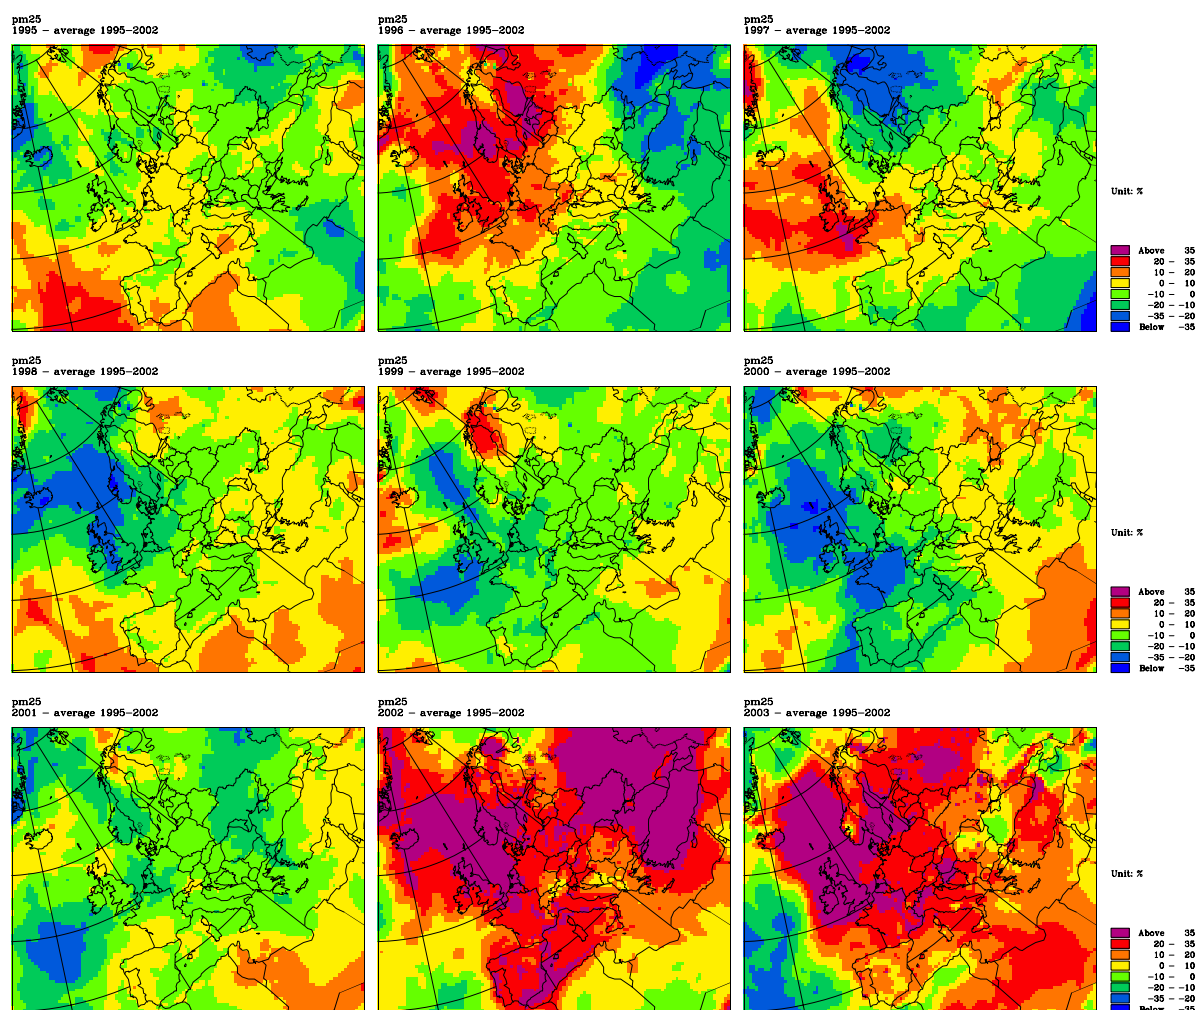 pm25
1995 - average 1995-2002
pm25
1996 - average 1995-2002
pm25
1997 - average 1995-2002
Unit: %
Above 35
20 - 35
10 - 20
0 - 10
-10 - 0
-20 - -10
-35 - -20
Below -35
pm25
1998 - average 1995-2002
pm25
1999 - average 1995-2002
pm25
2000 - average 1995-2002
Unit: %
Above 35
20 - 35
10 - 20
0 - 10
-10 - 0
-20 - -10
-35 - -20
Below -35
pm25
2001 - average 1995-2002
pm25
2002 - average 1995-2002
pm25
2003 - average 1995-2002
Unit: %
Above 35
20 - 35
10 - 20
0 - 10
-10 - 0
-20 - -10
-35 - -20
Below -35